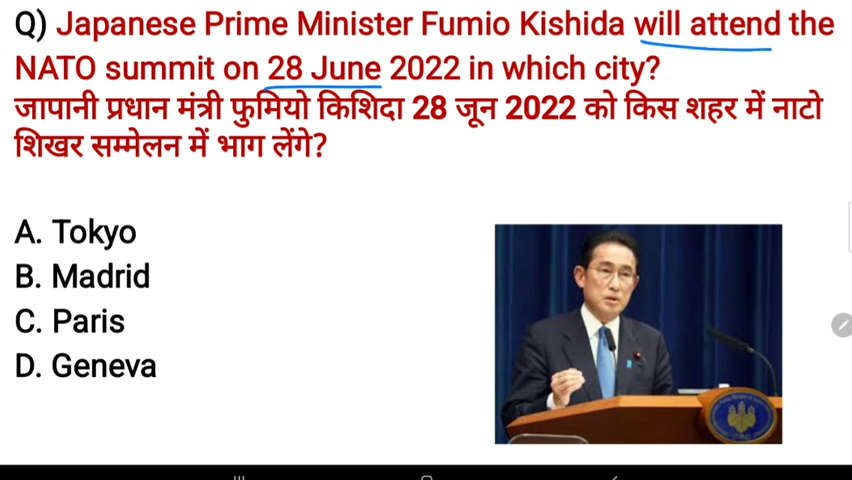 Q) Japanese Prime Minister Fumio Kishida will attend the
NATO summit on 28 June 2022 in which city?
जापानी प्रधान मंत्री फुमियो किशिदा 28 जून 2022 को किस शहर में नाटो
शिखर सम्मेलन में भाग लेंगे?
A. Tokyo
B. Madrid
C. Paris
D. Geneva